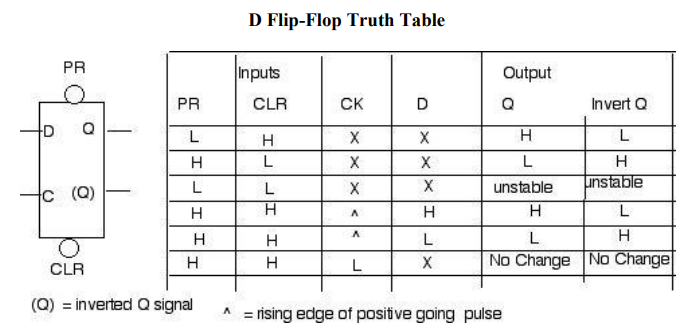 D Flip-Flop Truth Table
PR
D Q
C (Q)
CLR
Inputs Output
PR CLR CK D Q Invert Q
L H X X H L
H L X X L H
L L X X unstable unstable
H H ^ H H L
H H ^ L L H
H H L X No Change No Change
(Q) = inverted Q signal
^ = rising edge of positive going pulse